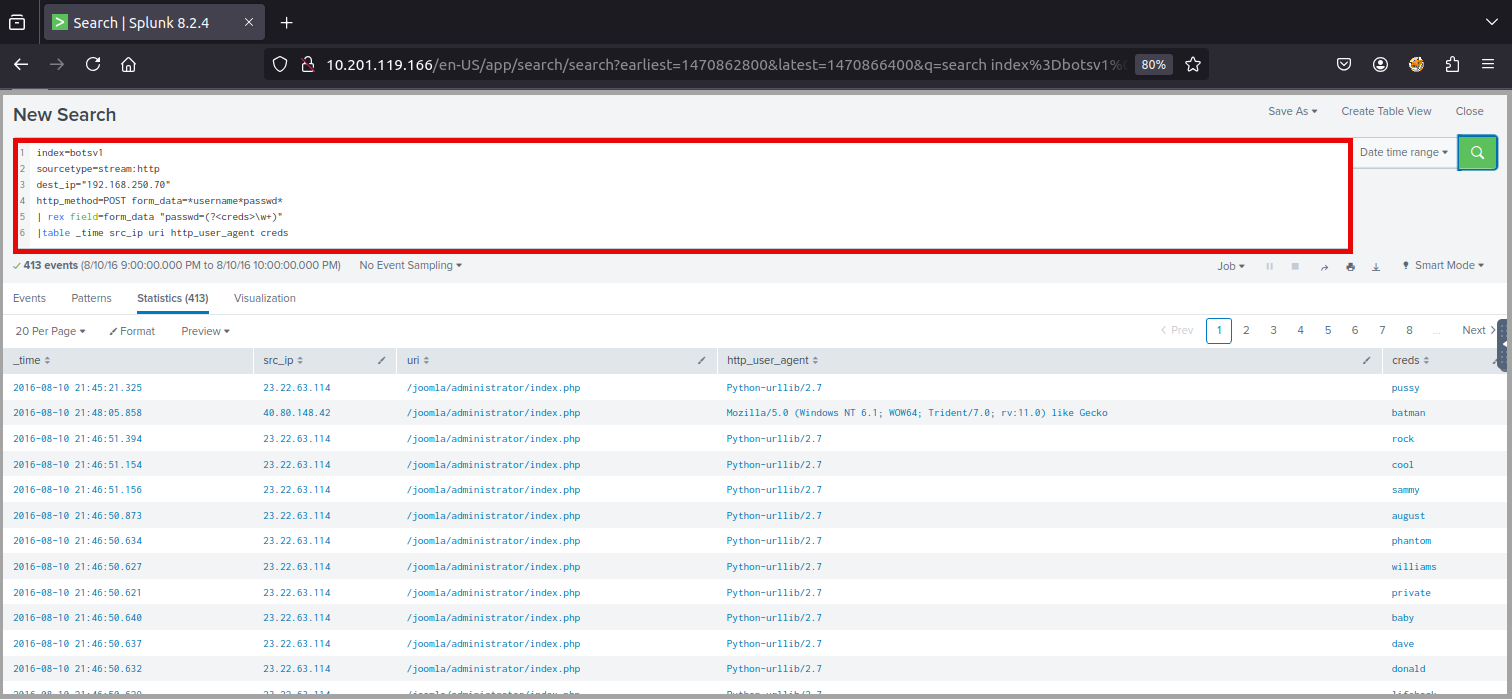 Search | Splunk 8.2.4
10.201.119.166/en-US/app/search/search?earliest=1470862800&latest=1470866400&q=search index%3Dbotsv1% 80%
New Search Save As Create Table View Close
1 index=botsv1 Date time range
2 sourcetype=stream:http
3 dest_ip="192.168.250.70"
4 http_method=POST form_data=*username*passwd*
5 | rex field=form_data "passwd=(?<creds>\w+)"
6 |table _time src_ip uri http_user_agent creds
✓ 413 events (8/10/16 9:00:00.000 PM to 8/10/16 10:00:00.000 PM) No Event Sampling Job Smart Mode
Events Patterns Statistics (413) Visualization
20 Per Page Format Preview < Prev 1 2 3 4 5 6 7 8 ... Next >
_time src_ip uri http_user_agent creds
2016-08-10 21:45:21.325 23.22.63.114 /joomla/administrator/index.php Python-urllib/2.7 pussy
2016-08-10 21:48:05.858 40.80.148.42 /joomla/administrator/index.php Mozilla/5.0 (Windows NT 6.1; WOW64; Trident/7.0; rv:11.0) like Gecko batman
2016-08-10 21:46:51.394 23.22.63.114 /joomla/administrator/index.php Python-urllib/2.7 rock
2016-08-10 21:46:51.154 23.22.63.114 /joomla/administrator/index.php Python-urllib/2.7 cool
2016-08-10 21:46:51.156 23.22.63.114 /joomla/administrator/index.php Python-urllib/2.7 sammy
2016-08-10 21:46:50.873 23.22.63.114 /joomla/administrator/index.php Python-urllib/2.7 august
2016-08-10 21:46:50.634 23.22.63.114 /joomla/administrator/index.php Python-urllib/2.7 phantom
2016-08-10 21:46:50.627 23.22.63.114 /joomla/administrator/index.php Python-urllib/2.7 williams
2016-08-10 21:46:50.621 23.22.63.114 /joomla/administrator/index.php Python-urllib/2.7 private
2016-08-10 21:46:50.640 23.22.63.114 /joomla/administrator/index.php Python-urllib/2.7 baby
2016-08-10 21:46:50.637 23.22.63.114 /joomla/administrator/index.php Python-urllib/2.7 dave
2016-08-10 21:46:50.632 23.22.63.114 /joomla/administrator/index.php Python-urllib/2.7 donald